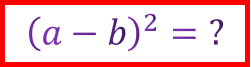 (a − b)² = ?